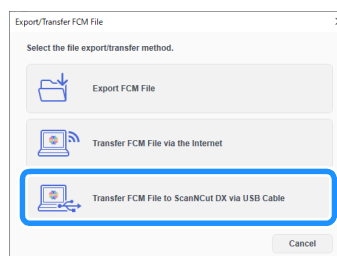 Export/Transfer FCM File
Select the file export/transfer method.
Export FCM File
Transfer FCM File via the Internet
Transfer FCM File to ScanNCut DX via USB Cable
Cancel